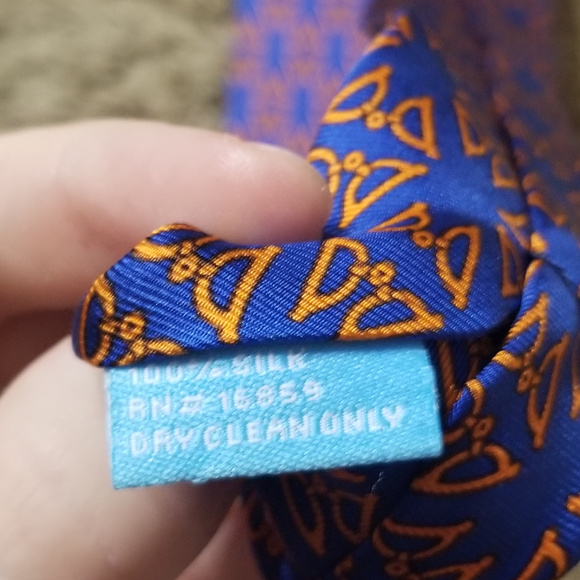 100% SILK
RN# 15859
DRY CLEAN ONLY